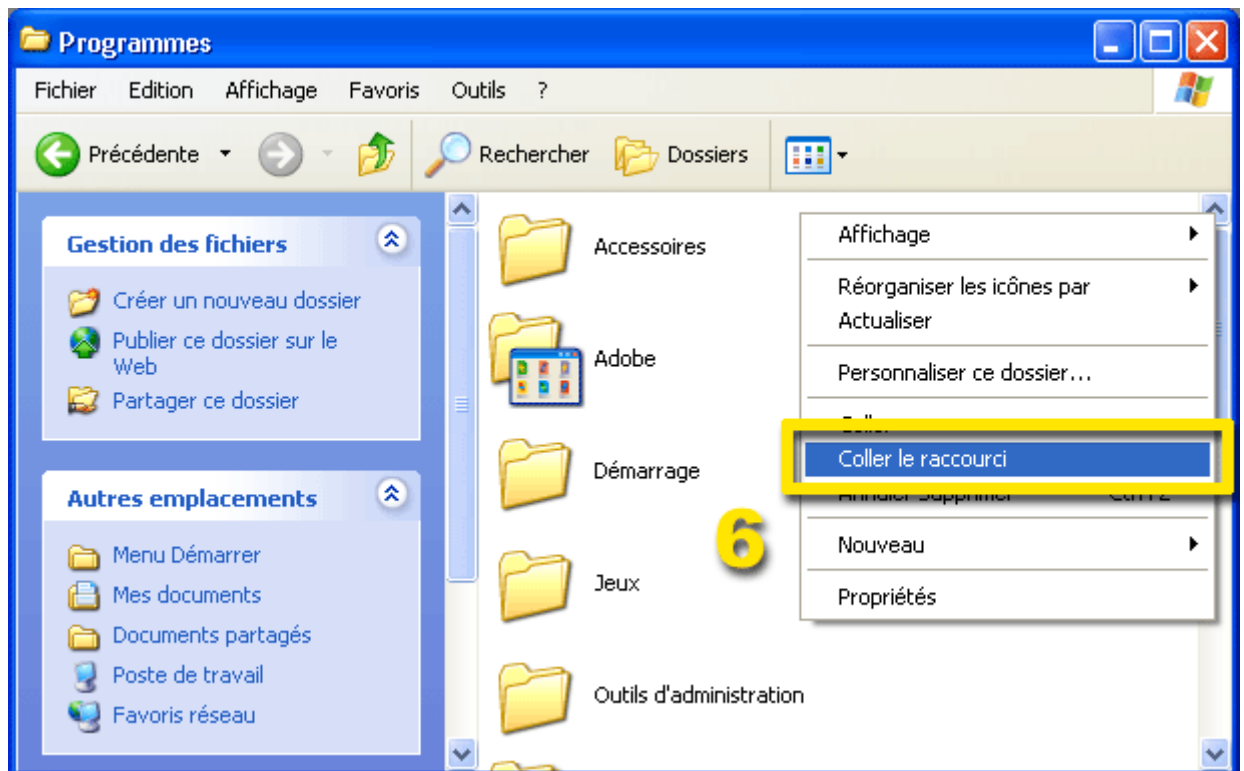 Programmes
Fichier Edition Affichage Favoris Outils ?
Précédente Rechercher Dossiers
Gestion des fichiers
Créer un nouveau dossier
Publier ce dossier sur le
Web
Partager ce dossier
Autres emplacements
Menu Démarrer
Mes documents
Documents partagés
Poste de travail
Favoris réseau
Accessoires
Adobe
Démarrage
Jeux
Outils d'administration
Affichage
Réorganiser les icônes par
Actualiser
Personnaliser ce dossier...
Coller le raccourci
6
Nouveau
Propriétés